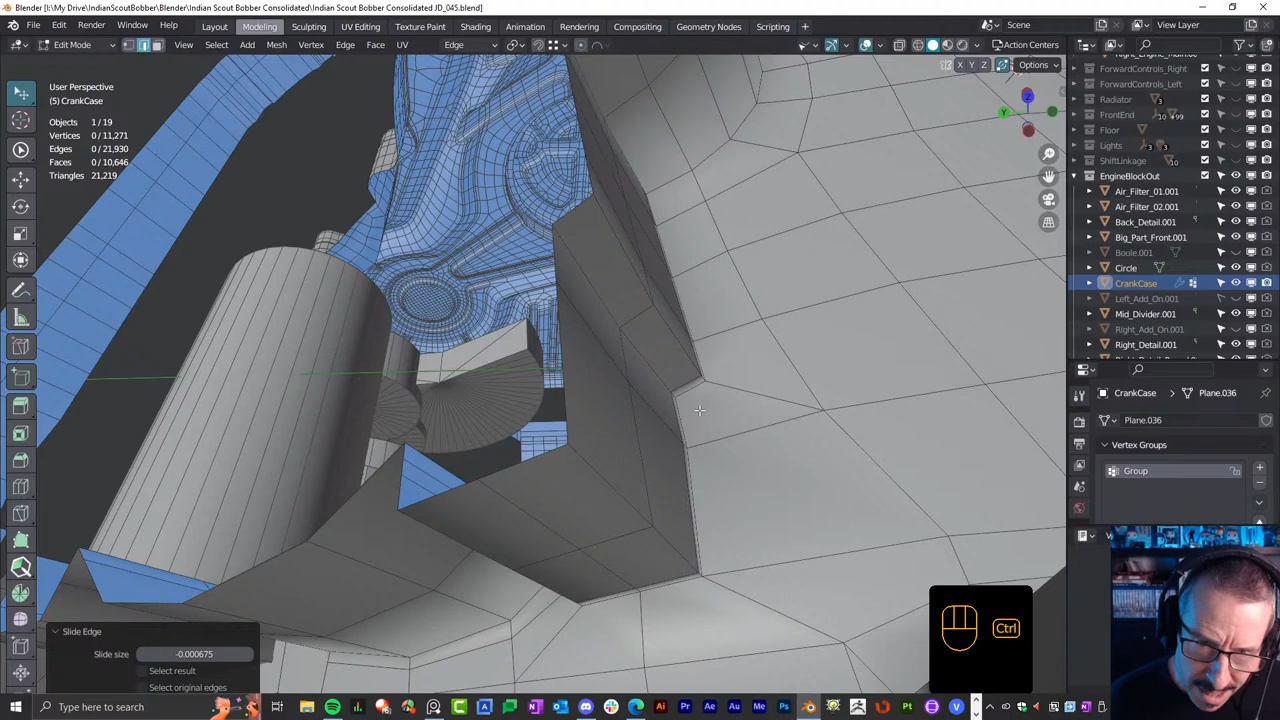 Blender [I:\My Drive\IndianScoutBobber\Indian Scout Bobber Consolidated\Indian Scout Bobber Consolidated JD_045.blend]
File Edit Render Window Help Layout Modeling Sculpting UV Editing Texture Paint Shading Animation Rendering Compositing Geometry Nodes Scripting Scene View Layer
Edit Mode View Select Add Mesh Vertex Edge Face UV Edge Action Centers
X Y Z Options
User Perspective
(5) CrankCase
Objects 1 / 19
Vertices 0 / 11,271
Edges 0 / 21,930
Faces 0 / 10,646
Triangles 21,219
Z
Y
ForwardControls_Right
ForwardControls_Left
Radiator 3
FrontEnd 10 +99
Floor
Lights 3 3
ShiftLinkage 10
EngineBlockOut
Air_Filter_01.001
Air_Filter_02.001
Back_Detail.001
Big_Part_Front.001
Boole.001
Circle
CrankCase
Left_Add_On.001
Mid_Divider.001
Right_Add_On.001
Right_Detail.001
CrankCase Plane.036
Plane.036
Vertex Groups
Group
Ctrl
Slide Edge
Slide size -0.000675
Select result
Select original edges
Type here to search